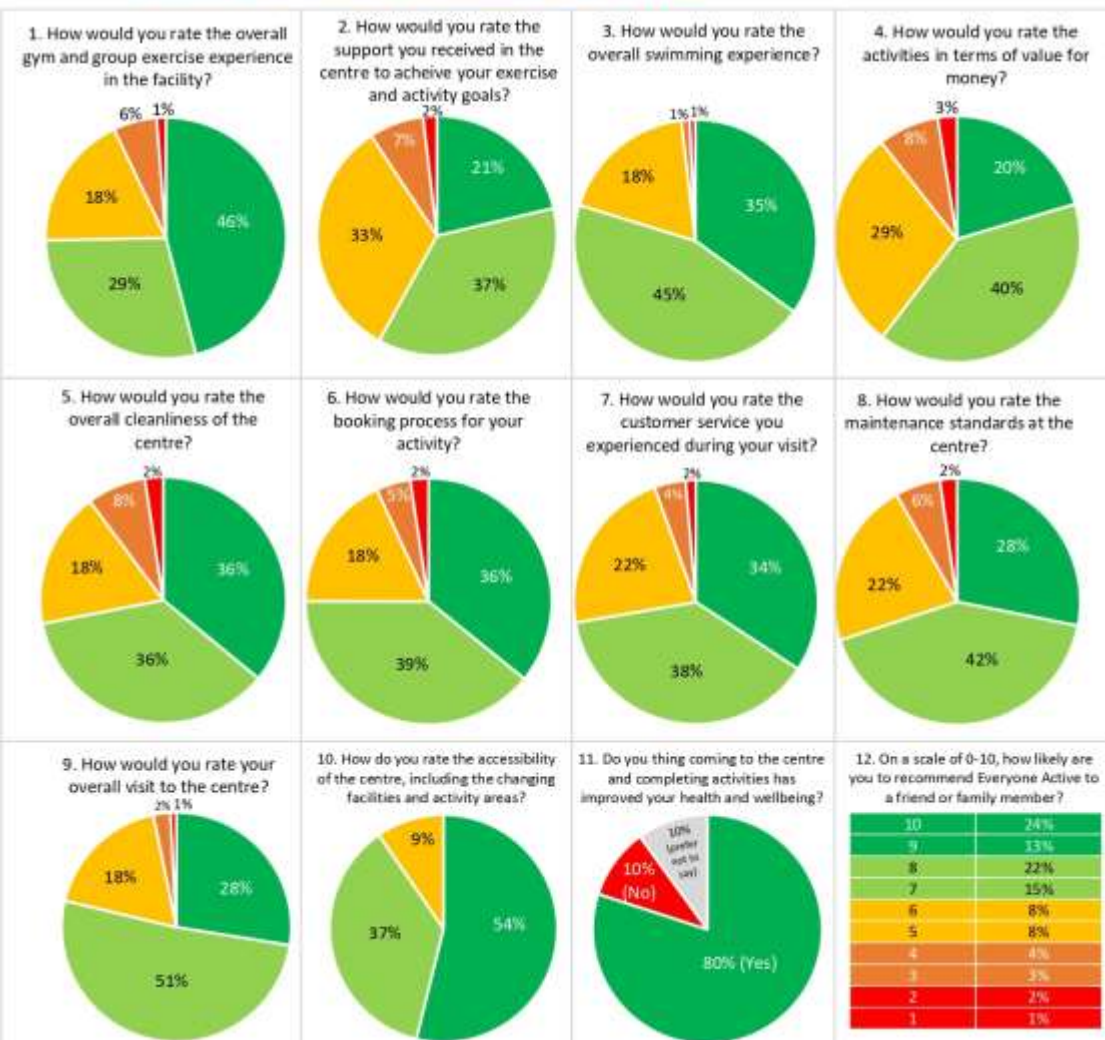 1. How would you rate the overall
gym and group exercise experience
in the facility?
6% 1%
46%
18%
29%
2. How would you rate the
support you received in the
centre to acheive your exercise
and activity goals?
2%
7%
21%
33%
37%
3. How would you rate the
overall swimming experience?
1% 1%
18%
35%
45%
4. How would you rate the
activities in terms of value for
money?
3%
8%
20%
29%
40%
5. How would you rate the
overall cleanliness of the
centre?
2%
8%
18%
36%
36%
6. How would you rate the
booking process for your
activity?
2%
5%
18%
36%
39%
7. How would you rate the
customer service you
experienced during your visit?
2%
4%
22%
34%
38%
8. How would you rate the
maintenance standards at the
centre?
2%
6%
28%
22%
42%
9. How would you rate your
overall visit to the centre?
2% 1%
18%
28%
51%
10. How do you rate the accessibility
of the centre, including the changing
facilities and activity areas?
9%
37%
54%
11. Do you thing coming to the centre
and completing activities has
improved your health and wellbeing?
10%
(prefer
not to
say)
10%
(No)
80% (Yes)
12. On a scale of 0-10, how likely are
you to recommend Everyone Active to
a friend or family member?
10 24%
9 13%
8 22%
7 15%
6 8%
5 8%
4 4%
3 3%
2 2%
1 1%